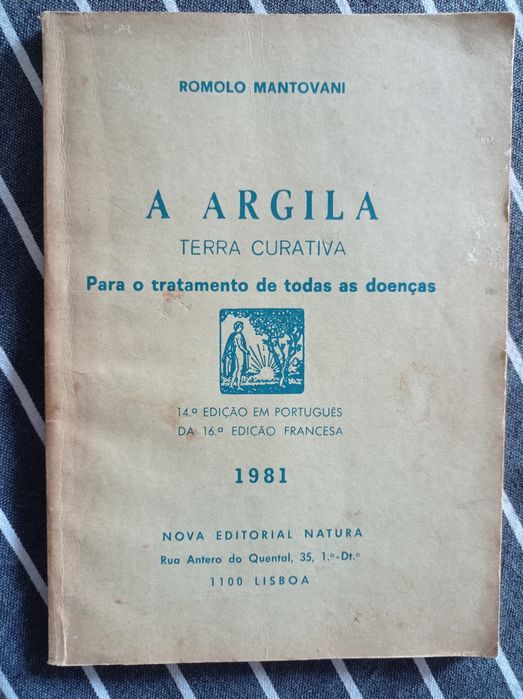 ROMOLO MANTOVANI
A ARGILA
TERRA CURATIVA
Para o tratamento de todas as doenças
14.ª EDIÇÃO EM PORTUGUÊS
DA 16.ª EDIÇÃO FRANCESA
1981
NOVA EDITORIAL NATURA
Rua Antero do Quental, 35, 1.º-Dt.º
1100 LISBOA